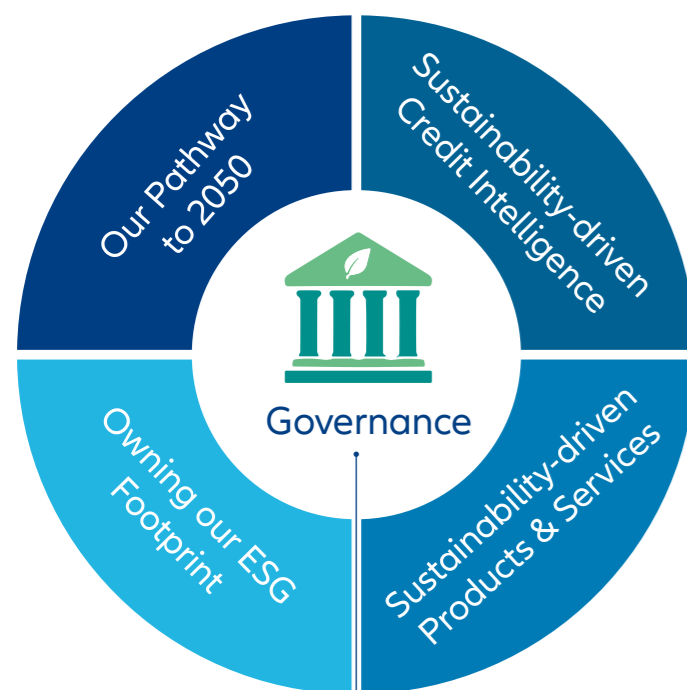 Our Pathway
to 2050
Sustainability-driven
Credit Intelligence
Governance
Owning our ESG
Footprint
Sustainability-driven
Products & Services